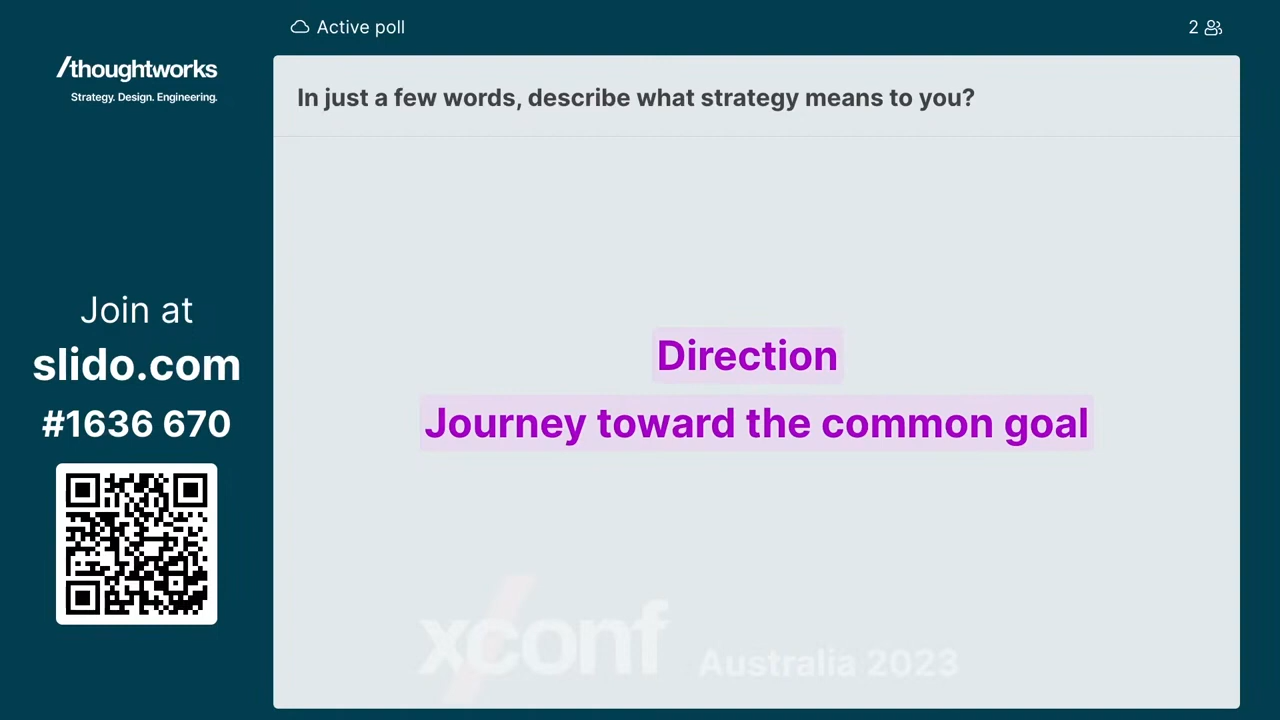 Active poll
2
/thoughtworks
Strategy. Design. Engineering.
In just a few words, describe what strategy means to you?
Join at
slido.com
#1636 670
Direction
Journey toward the common goal
xconf
Australia 2023